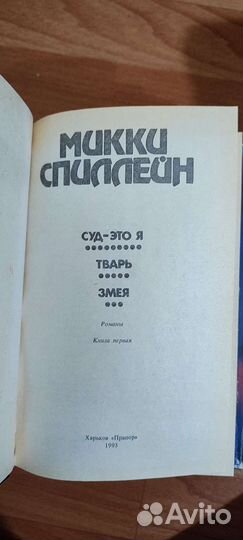 МИККИ
СПИЛЛЕЙН
СУД-ЭТО Я
ТВАРЬ
ЗМЕЯ
Романы
Книга первая
Харьков «Прапор»
1993
Avito